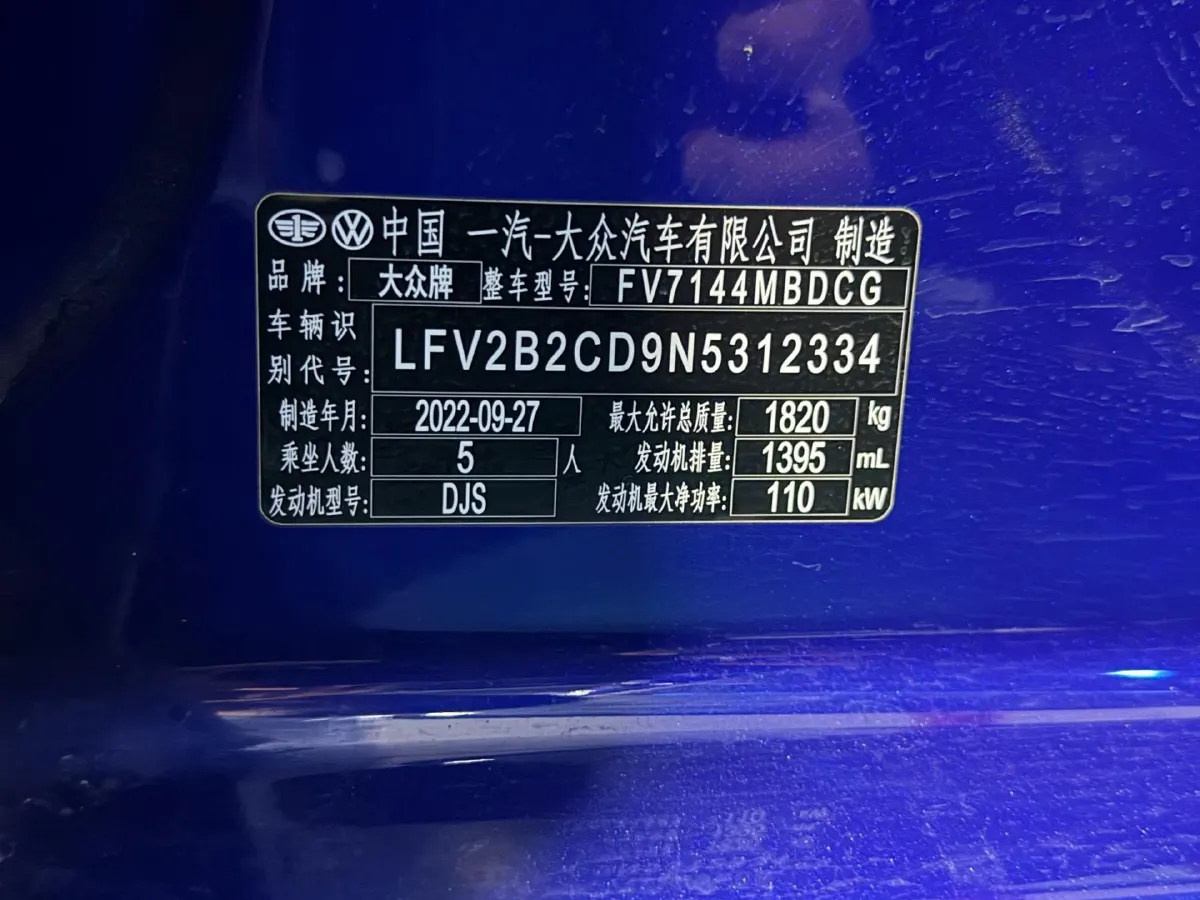 中国 一汽-大众汽车有限公司 制造
品牌: 大众牌 整车型号: FV7144MBDCG
车辆识别代号: LFV2B2CD9N5312334
制造年月: 2022-09-27 最大允许总质量: 1820 kg
乘坐人数: 5 人 发动机排量: 1395 mL
发动机型号: DJS 发动机最大净功率: 110 kW